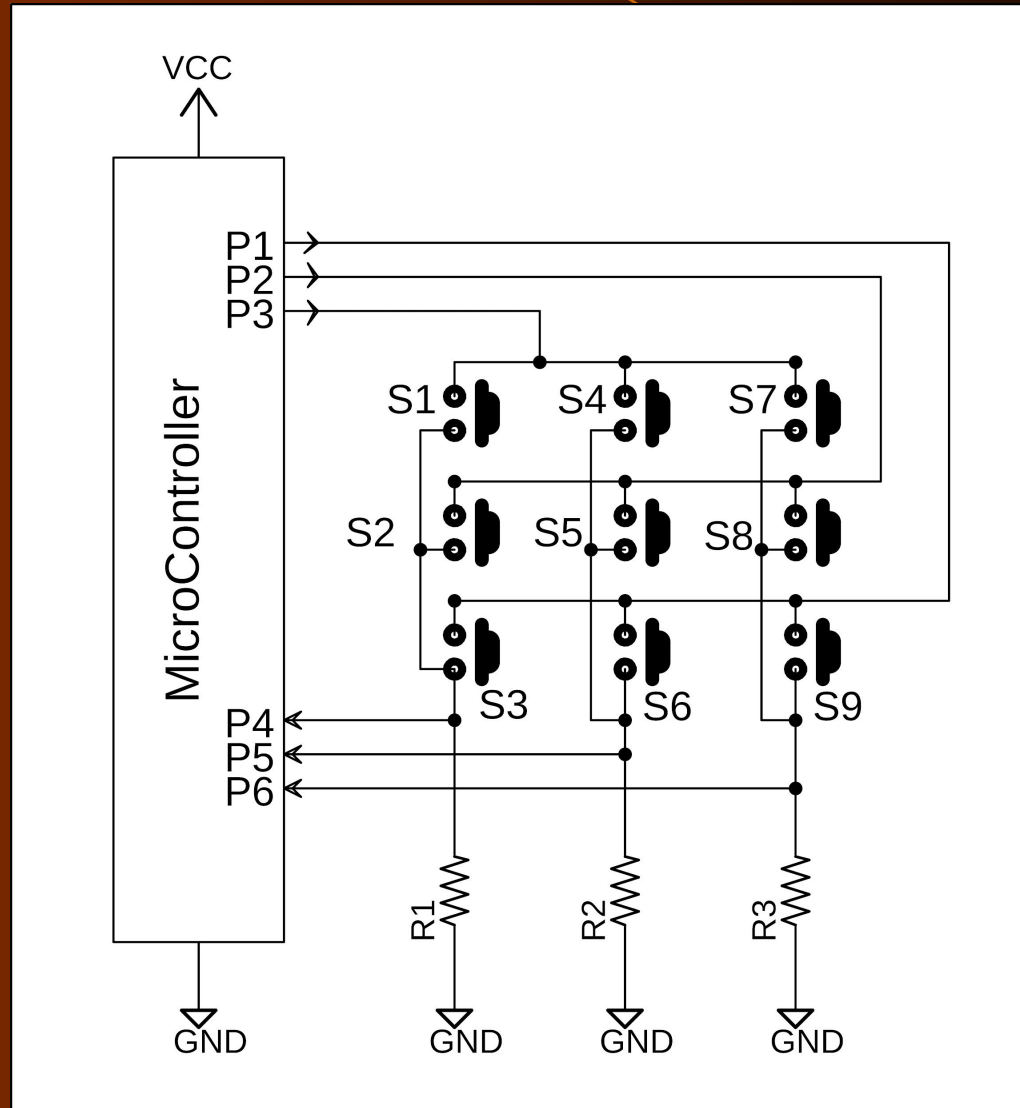 VCC
MicroController
P1
P2
P3
S1
S4
S7
S2
S5
S8
S3
S6
S9
P4
P5
P6
R1
R2
R3
GND
GND
GND
GND